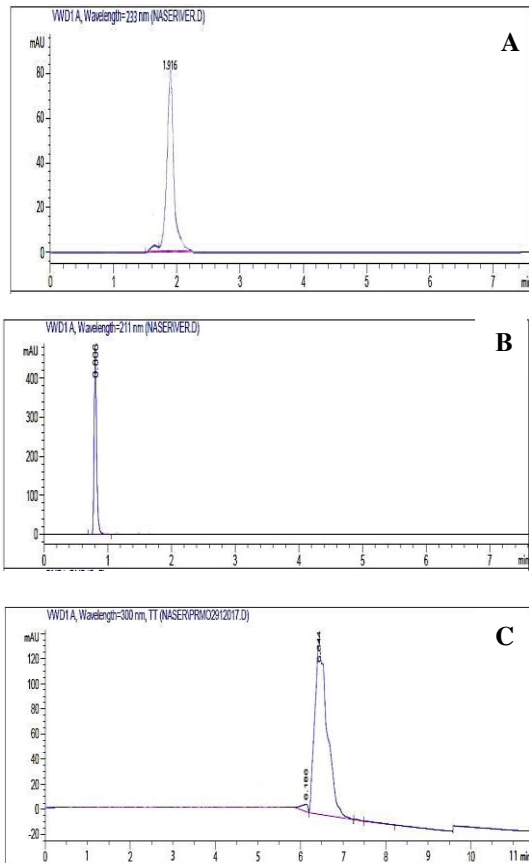 VWD1 A, Wavelength=233 nm (NASER\VER.D)
A
mAU
1.916
80
60
40
20
0
0 1 2 3 4 5 6 7 min
VWD1 A, Wavelength=211 nm (NASER\VER.D)
B
mAU
0.806
400
300
200
100
0
0 1 2 3 4 5 6 7 min
VWD1 A, Wavelength=300 nm, TT (NASER\PRMO2912017.D)
C
mAU
120
100
80
60
40
20
0
-20
0 1 2 3 4 5 6 7 8 9 10 11 min